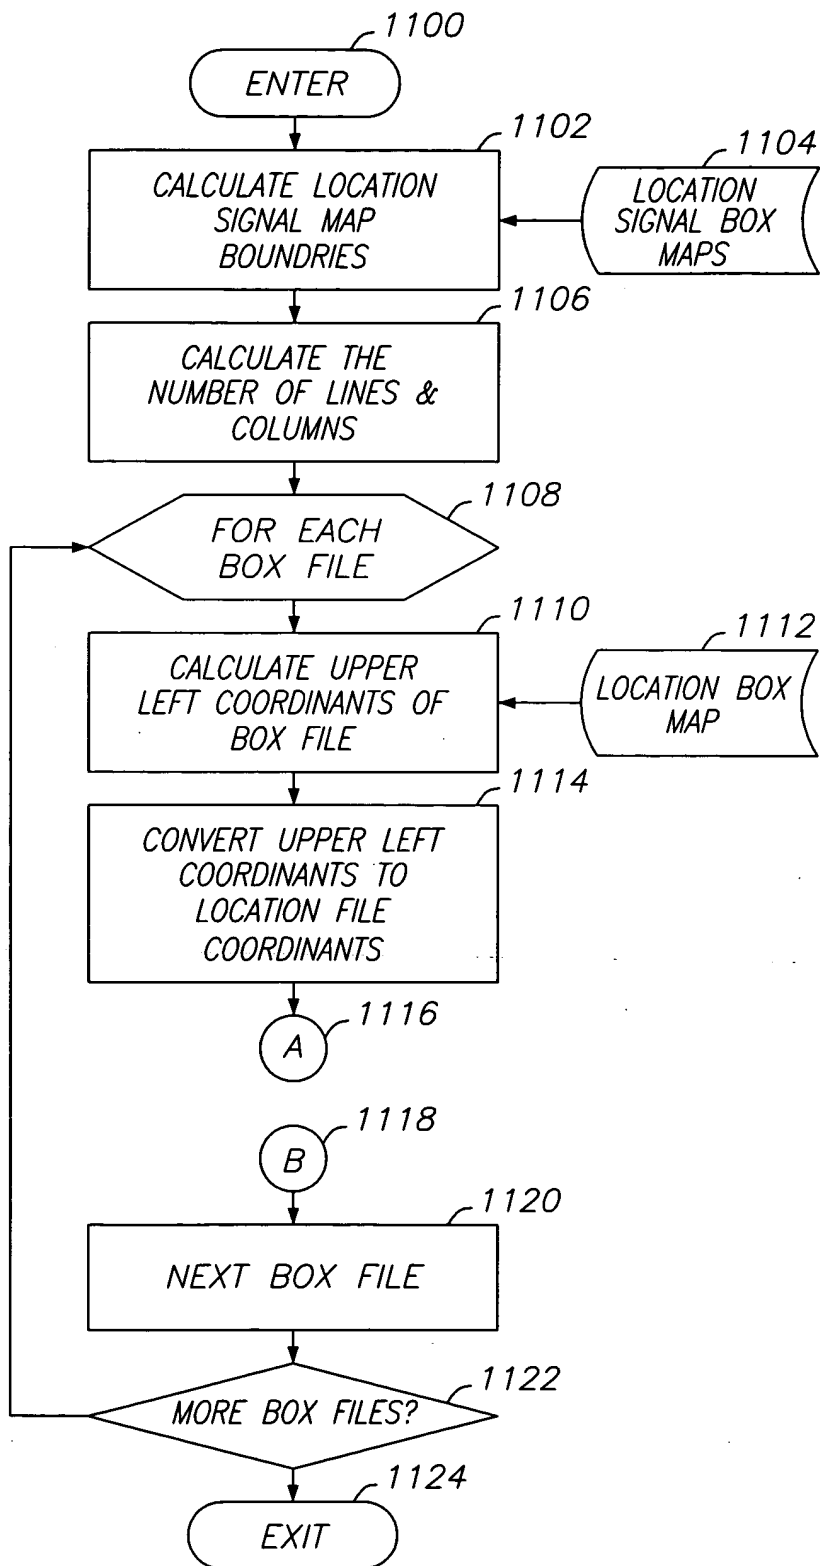 1100
ENTER
1102
CALCULATE LOCATION
SIGNAL MAP
BOUNDRIES
1104
LOCATION
SIGNAL BOX
MAPS
1106
CALCULATE THE
NUMBER OF LINES &
COLUMNS
1108
FOR EACH
BOX FILE
1110
CALCULATE UPPER
LEFT COORDINANTS OF
BOX FILE
1112
LOCATION BOX
MAP
1114
CONVERT UPPER LEFT
COORDINANTS TO
LOCATION FILE
COORDINANTS
1116
A
1118
B
1120
NEXT BOX FILE
1122
MORE BOX FILES?
1124
EXIT